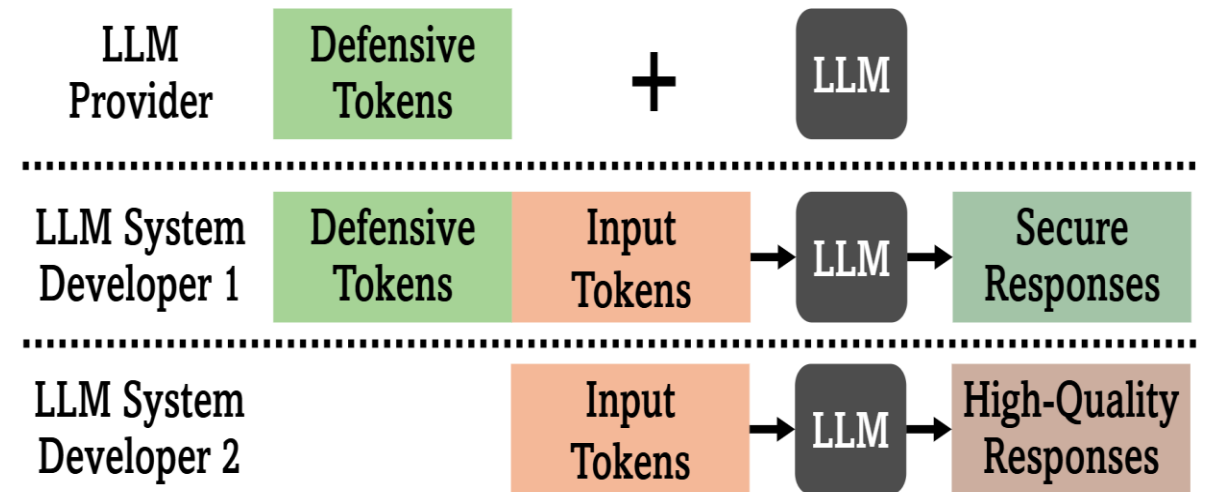 LLM
Provider
Defensive
Tokens
+
LLM
LLM System
Developer 1
Defensive
Tokens
Input
Tokens
LLM
Secure
Responses
LLM System
Developer 2
Input
Tokens
LLM
High-Quality
Responses